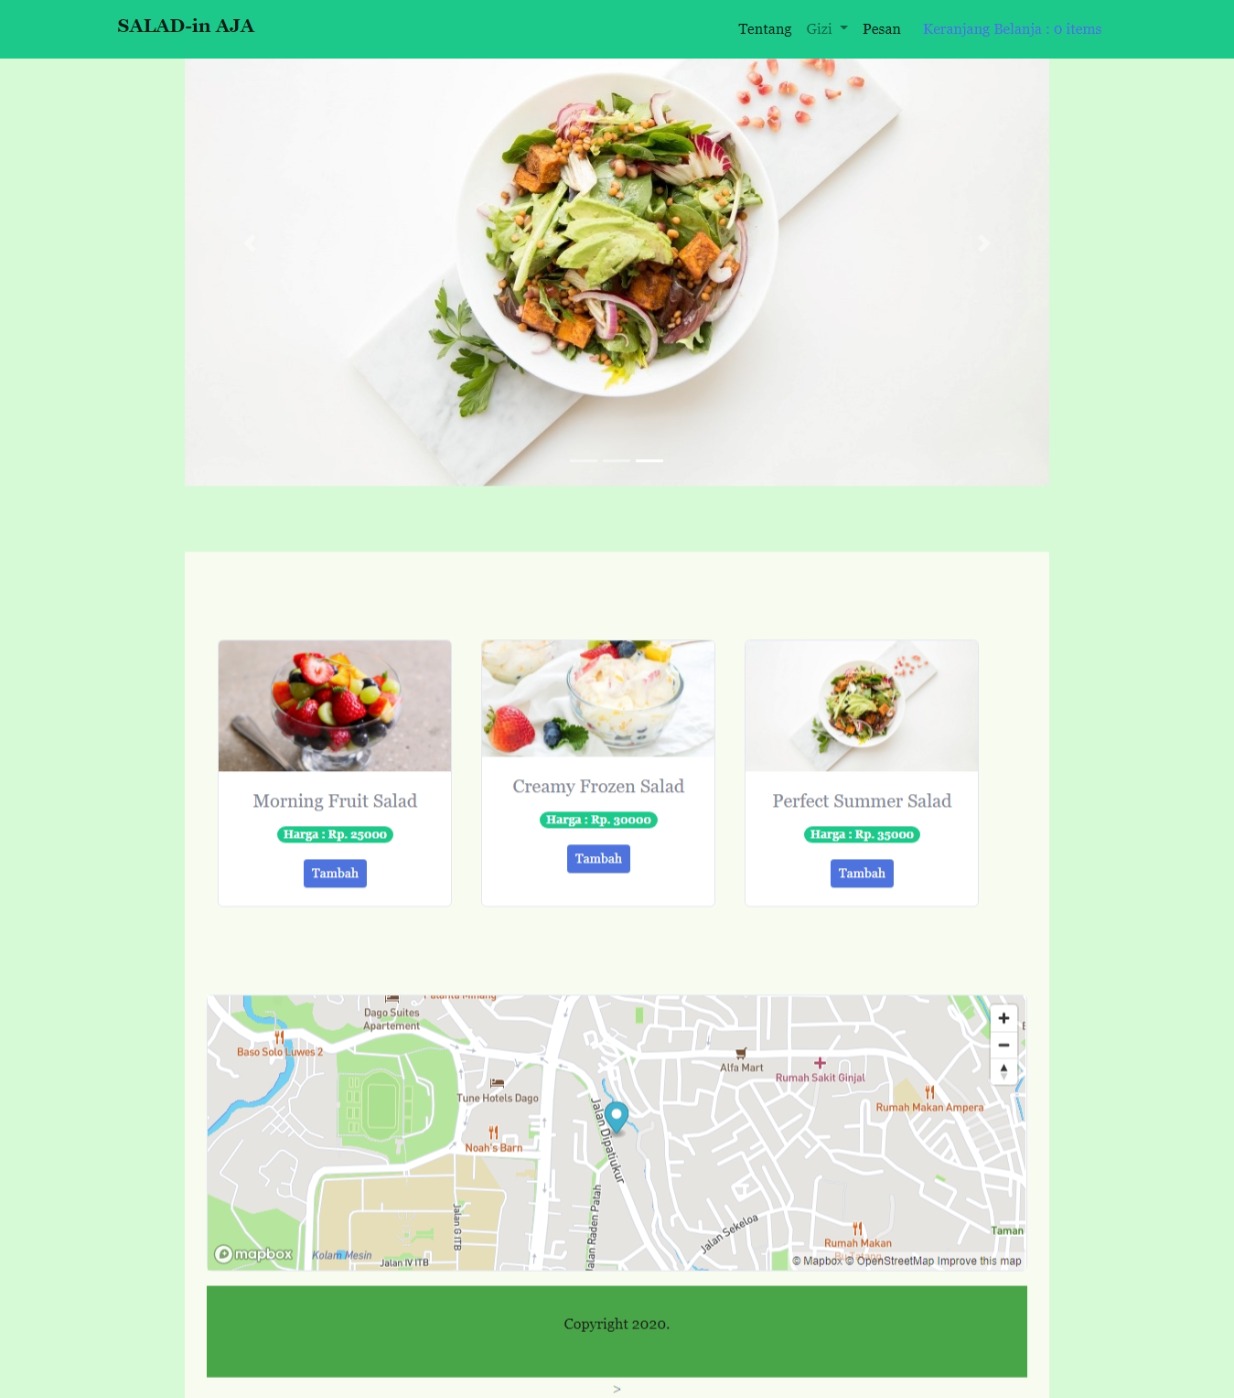 SALAD-in AJA
Tentang Gizi Pesan Keranjang Belanja : 0 items
Morning Fruit Salad
Harga : Rp. 25000
Tambah
Creamy Frozen Salad
Harga : Rp. 30000
Tambah
Perfect Summer Salad
Harga : Rp. 35000
Tambah
Dago Suites
Apartement
Baso Solo Luwes 2
Tune Hotels Dago
Noah's Barn
Alfa Mart
Rumah Sakit Ginjal
Rumah Makan Ampera
Jalan Dipatiukur
Jalan Raden Patah
Jalan Sekeloa
Jalan G ITB
Kolam Mesin
Jalan IV ITB
Taman
Rumah Makan
mapbox
© Mapbox © OpenStreetMap Improve this map
Copyright 2020.
>